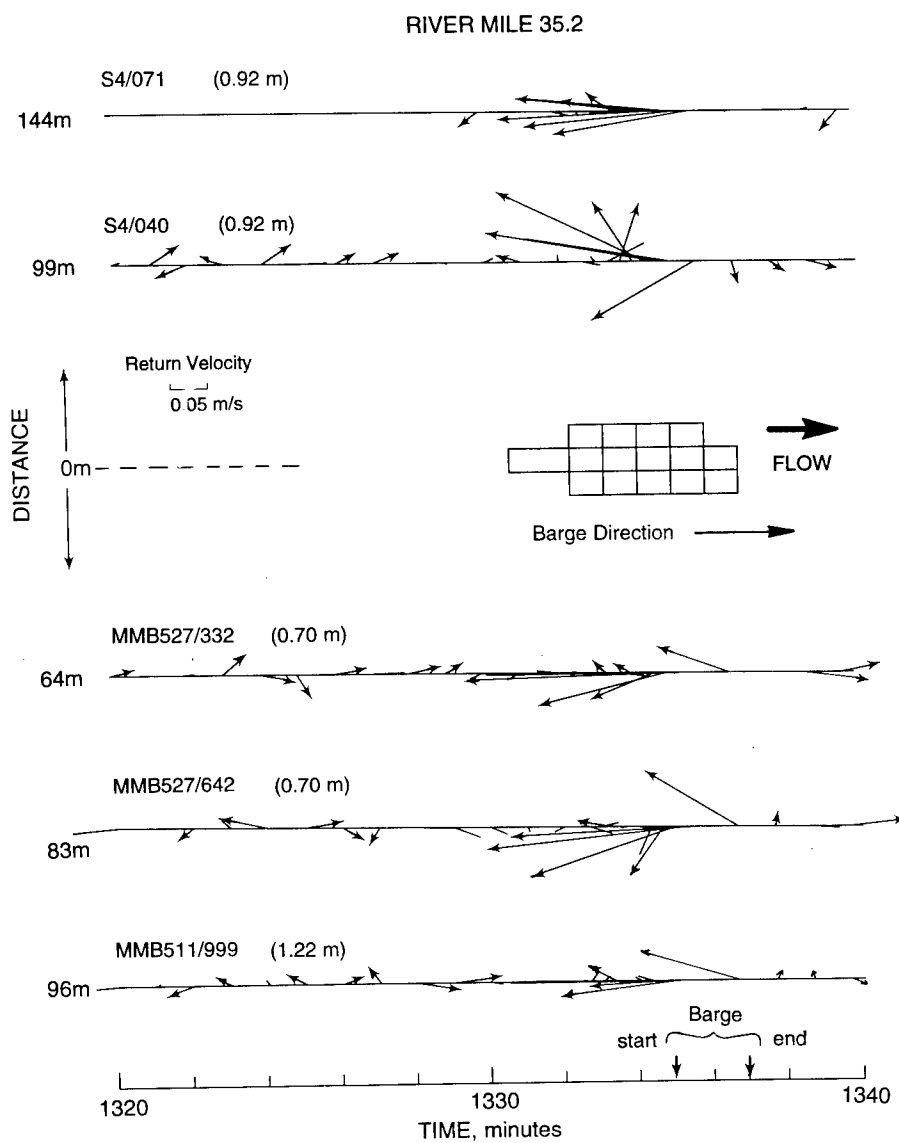 RIVER MILE 35.2
S4/071 (0.92 m)
144m
S4/040 (0.92 m)
99m
Return Velocity
0.05 m/s
DISTANCE
0m
FLOW
Barge Direction
MMB527/332 (0.70 m)
64m
MMB527/642 (0.70 m)
83m
MMB511/999 (1.22 m)
96m
Barge
start end
1320 1330 1340
TIME, minutes